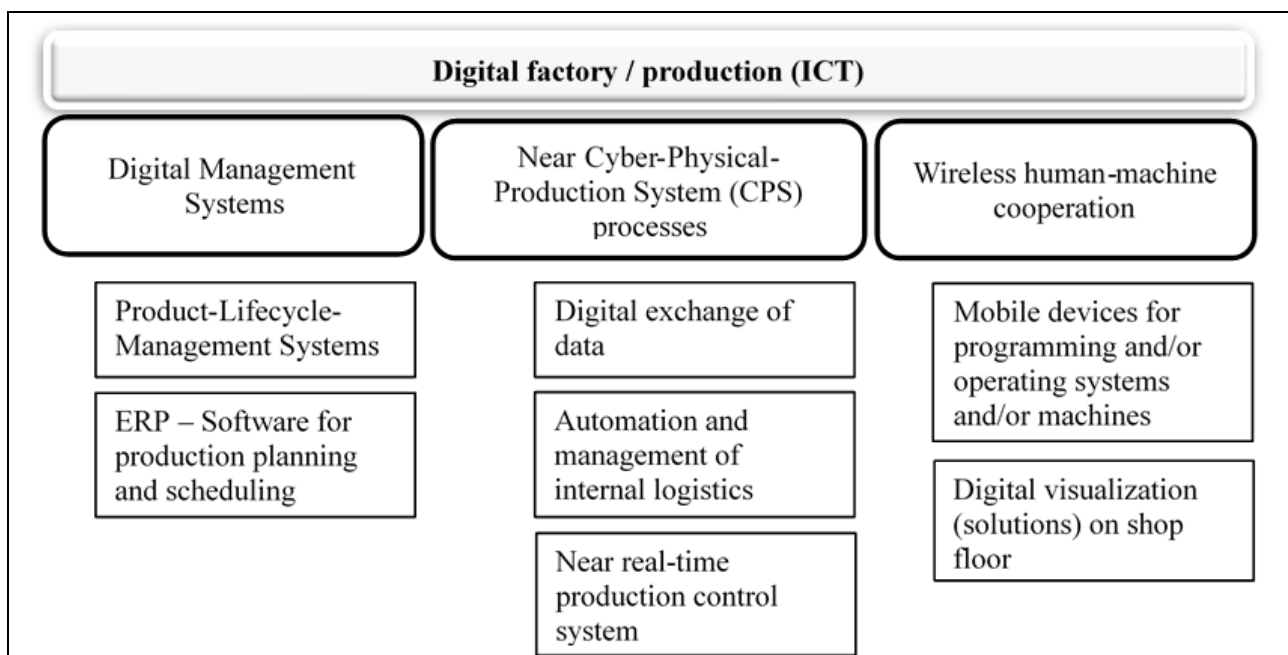 Digital factory / production (ICT)
Digital Management
Systems
Near Cyber-Physical-
Production System (CPS)
processes
Wireless human-machine
cooperation
Product-Lifecycle-
Management Systems
ERP – Software for
production planning
and scheduling
Digital exchange of
data
Automation and
management of
internal logistics
Near real-time
production control
system
Mobile devices for
programming and/or
operating systems
and/or machines
Digital visualization
(solutions) on shop
floor